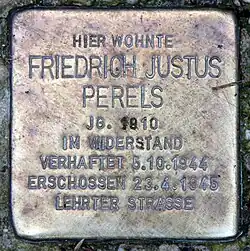 HIER WOHNTE
FRIEDRICH JUSTUS
PERELS
JG. 1910
IM WIDERSTAND
VERHAFTET 5.10.1944
ERSCHOSSEN 23.4.1945
LEHRTER STRASSE